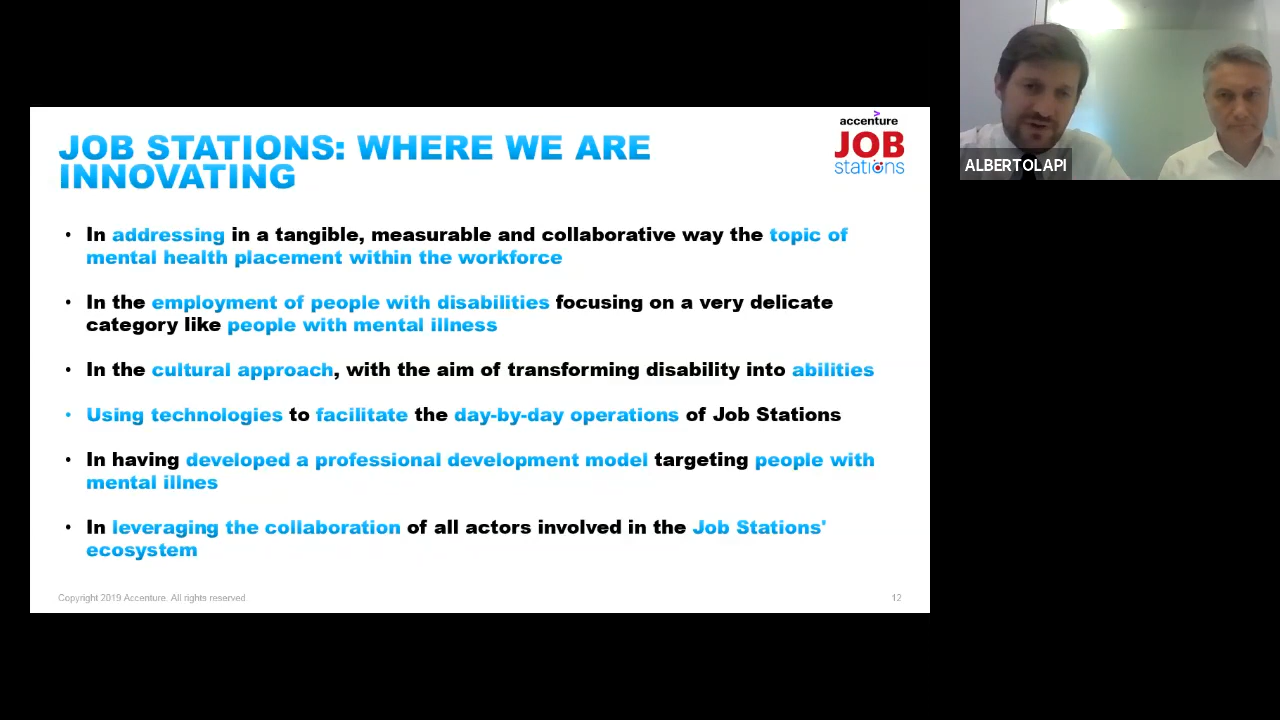 JOB STATIONS: WHERE WE ARE
INNOVATING
>
accenture
JOB
stations
• In addressing in a tangible, measurable and collaborative way the topic of
mental health placement within the workforce
• In the employment of people with disabilities focusing on a very delicate
category like people with mental illness
• In the cultural approach, with the aim of transforming disability into abilities
• Using technologies to facilitate the day-by-day operations of Job Stations
• In having developed a professional development model targeting people with
mental illnes
• In leveraging the collaboration of all actors involved in the Job Stations'
ecosystem
Copyright 2019 Accenture. All rights reserved.
12
ALBERTOLAPI